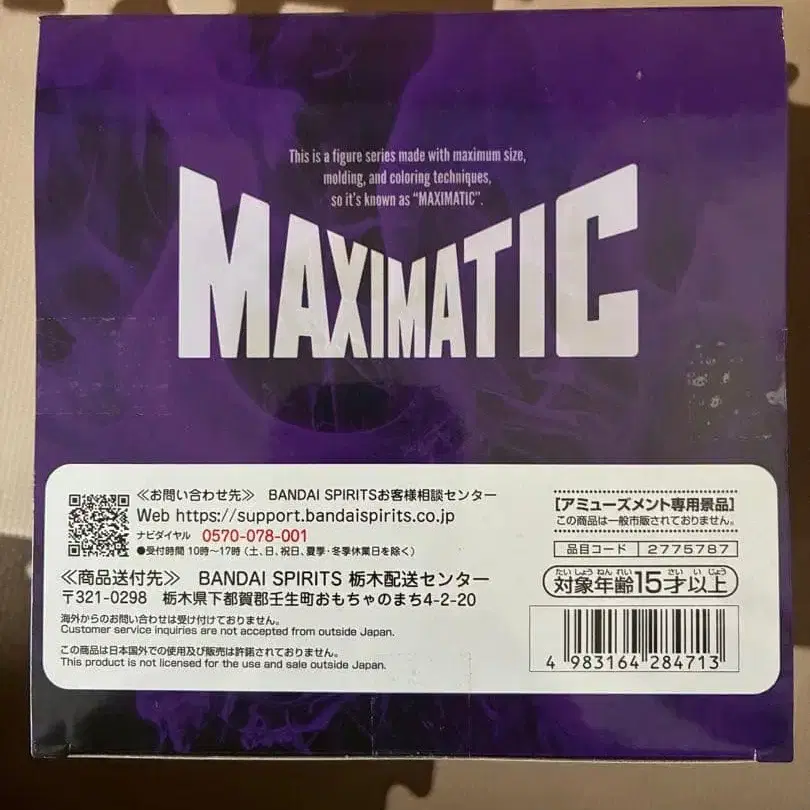 This is a figure series made with maximum size,
molding, and coloring techniques,
so it's known as "MAXIMATIC".
MAXIMATIC
≪お問い合わせ先≫ BANDAI SPIRITSお客様相談センター
Web https://support.bandaispirits.co.jp
ナビダイヤル 0570-078-001
●受付時間 10時〜17時（土、日、祝日、夏季・冬季休業日を除く）
≪商品送付先≫ BANDAI SPIRITS 栃木配送センター
〒321-0298 栃木県下都賀郡壬生町おもちゃのまち4-2-20
海外からのお問い合わせは受け付けておりません。
Customer service inquiries are not accepted from outside Japan.
この商品は日本国外での使用及び販売は許諾されておりません。
This product is not licensed for the use and sale outside Japan.
[アミューズメント専用景品]
この商品は一般市販されておりません。
品目コード 2775787
たいしょうねんれい さい いじょう
対象年齢15才以上
4 983164 284713